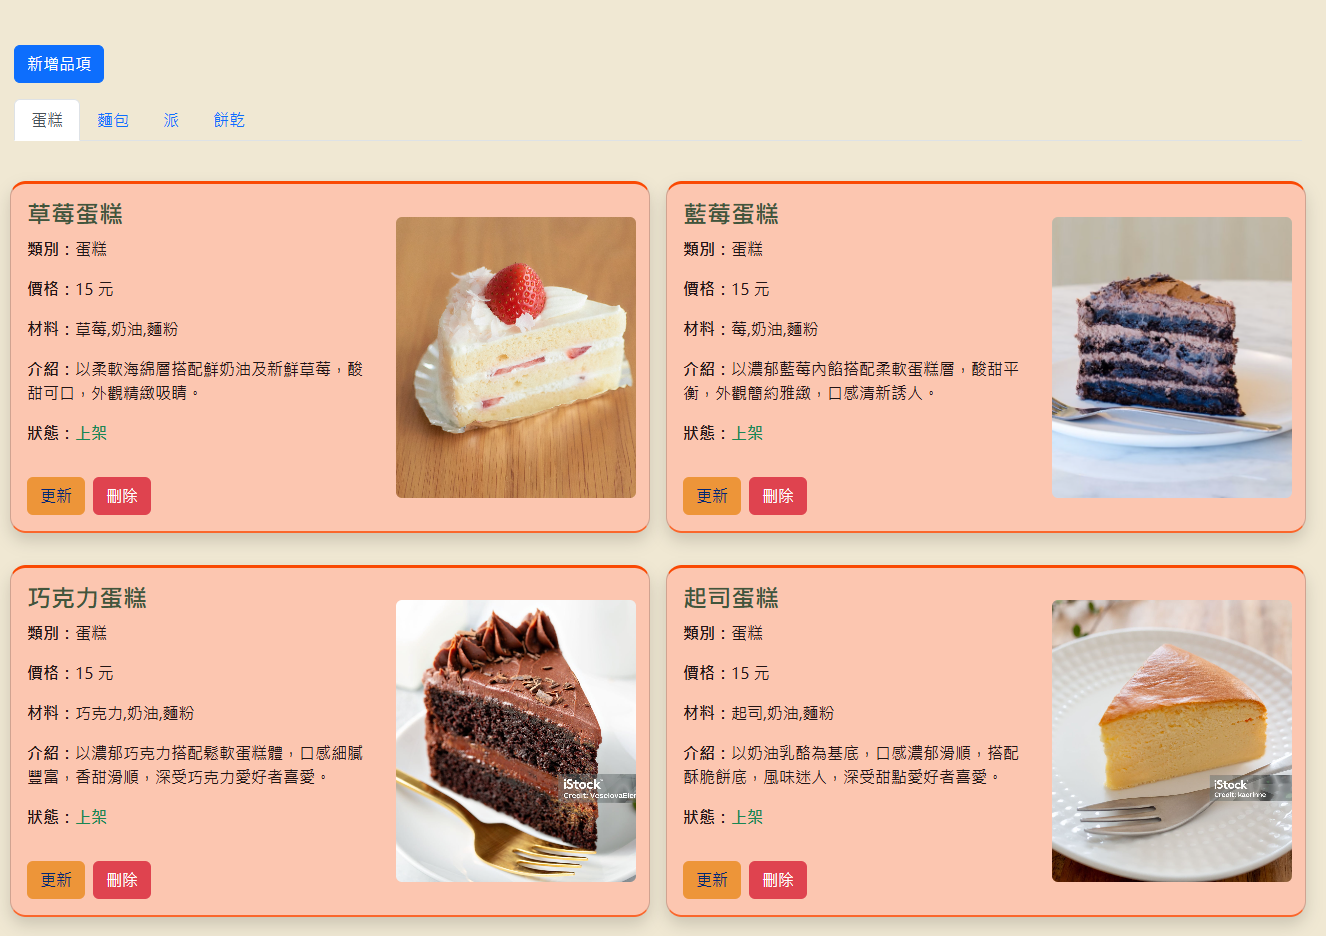 新增品項
蛋糕 麵包 派 餅乾
草莓蛋糕
類別：蛋糕
價格：15 元
材料：草莓,奶油,麵粉
介紹：以柔軟海綿層搭配鮮奶油及新鮮草莓，酸
甜可口，外觀精緻吸睛。
狀態：上架
更新 刪除
藍莓蛋糕
類別：蛋糕
價格：15 元
材料：莓,奶油,麵粉
介紹：以濃郁藍莓內餡搭配柔軟蛋糕層，酸甜平
衡，外觀簡約雅緻，口感清新誘人。
狀態：上架
更新 刪除
巧克力蛋糕
類別：蛋糕
價格：15 元
材料：巧克力,奶油,麵粉
介紹：以濃郁巧克力搭配鬆軟蛋糕體，口感細膩
豐富，香甜滑順，深受巧克力愛好者喜愛。
狀態：上架
更新 刪除
iStock
Credit: VeselovaElen
起司蛋糕
類別：蛋糕
價格：15 元
材料：起司,奶油,麵粉
介紹：以奶油乳酪為基底，口感濃郁滑順，搭配
酥脆餅底，風味迷人，深受甜點愛好者喜愛。
狀態：上架
更新 刪除
iStock
Credit: kaorinne